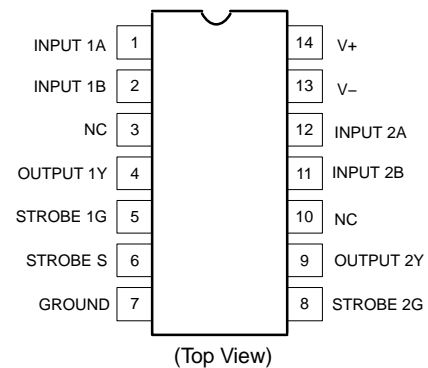 INPUT 1A 1 14 V+
INPUT 1B 2 13 V−
NC 3 12 INPUT 2A
OUTPUT 1Y 4 11 INPUT 2B
STROBE 1G 5 10 NC
STROBE S 6 9 OUTPUT 2Y
GROUND 7 8 STROBE 2G
(Top View)